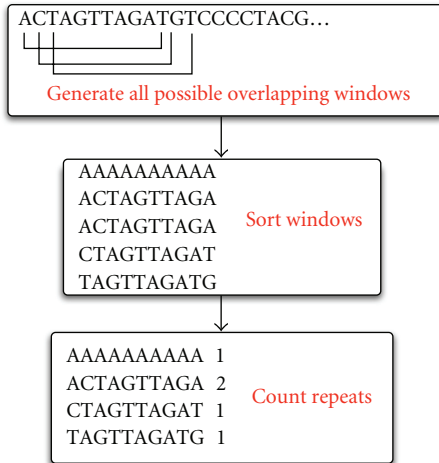 ACTAGTTAGATGTCCCCTACG...
Generate all possible overlapping windows
AAAAAAAAAA
ACTAGTTAGA
ACTAGTTAGA
CTAGTTAGAT
TAGTTAGATG
Sort windows
AAAAAAAAAA 1
ACTAGTTAGA 2
CTAGTTAGAT 1
TAGTTAGATG 1
Count repeats